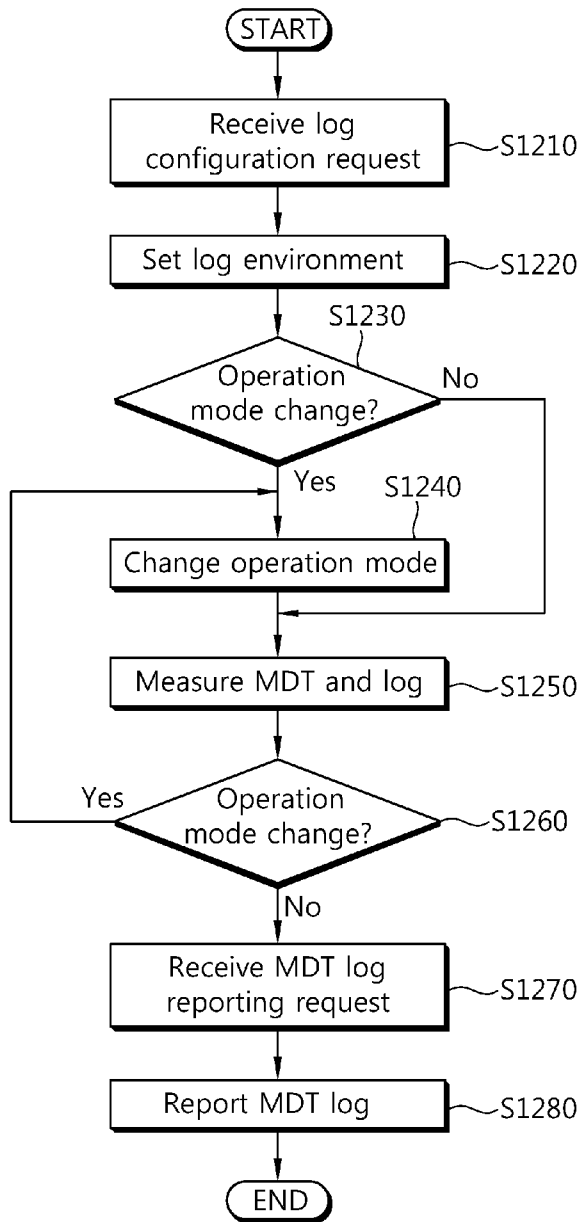 START
Receive log
configuration request
S1210
Set log environment
S1220
S1230
Operation
mode change?
No
Yes
S1240
Change operation mode
Measure MDT and log
S1250
Yes
Operation
mode change?
S1260
No
Receive MDT log
reporting request
S1270
Report MDT log
S1280
END